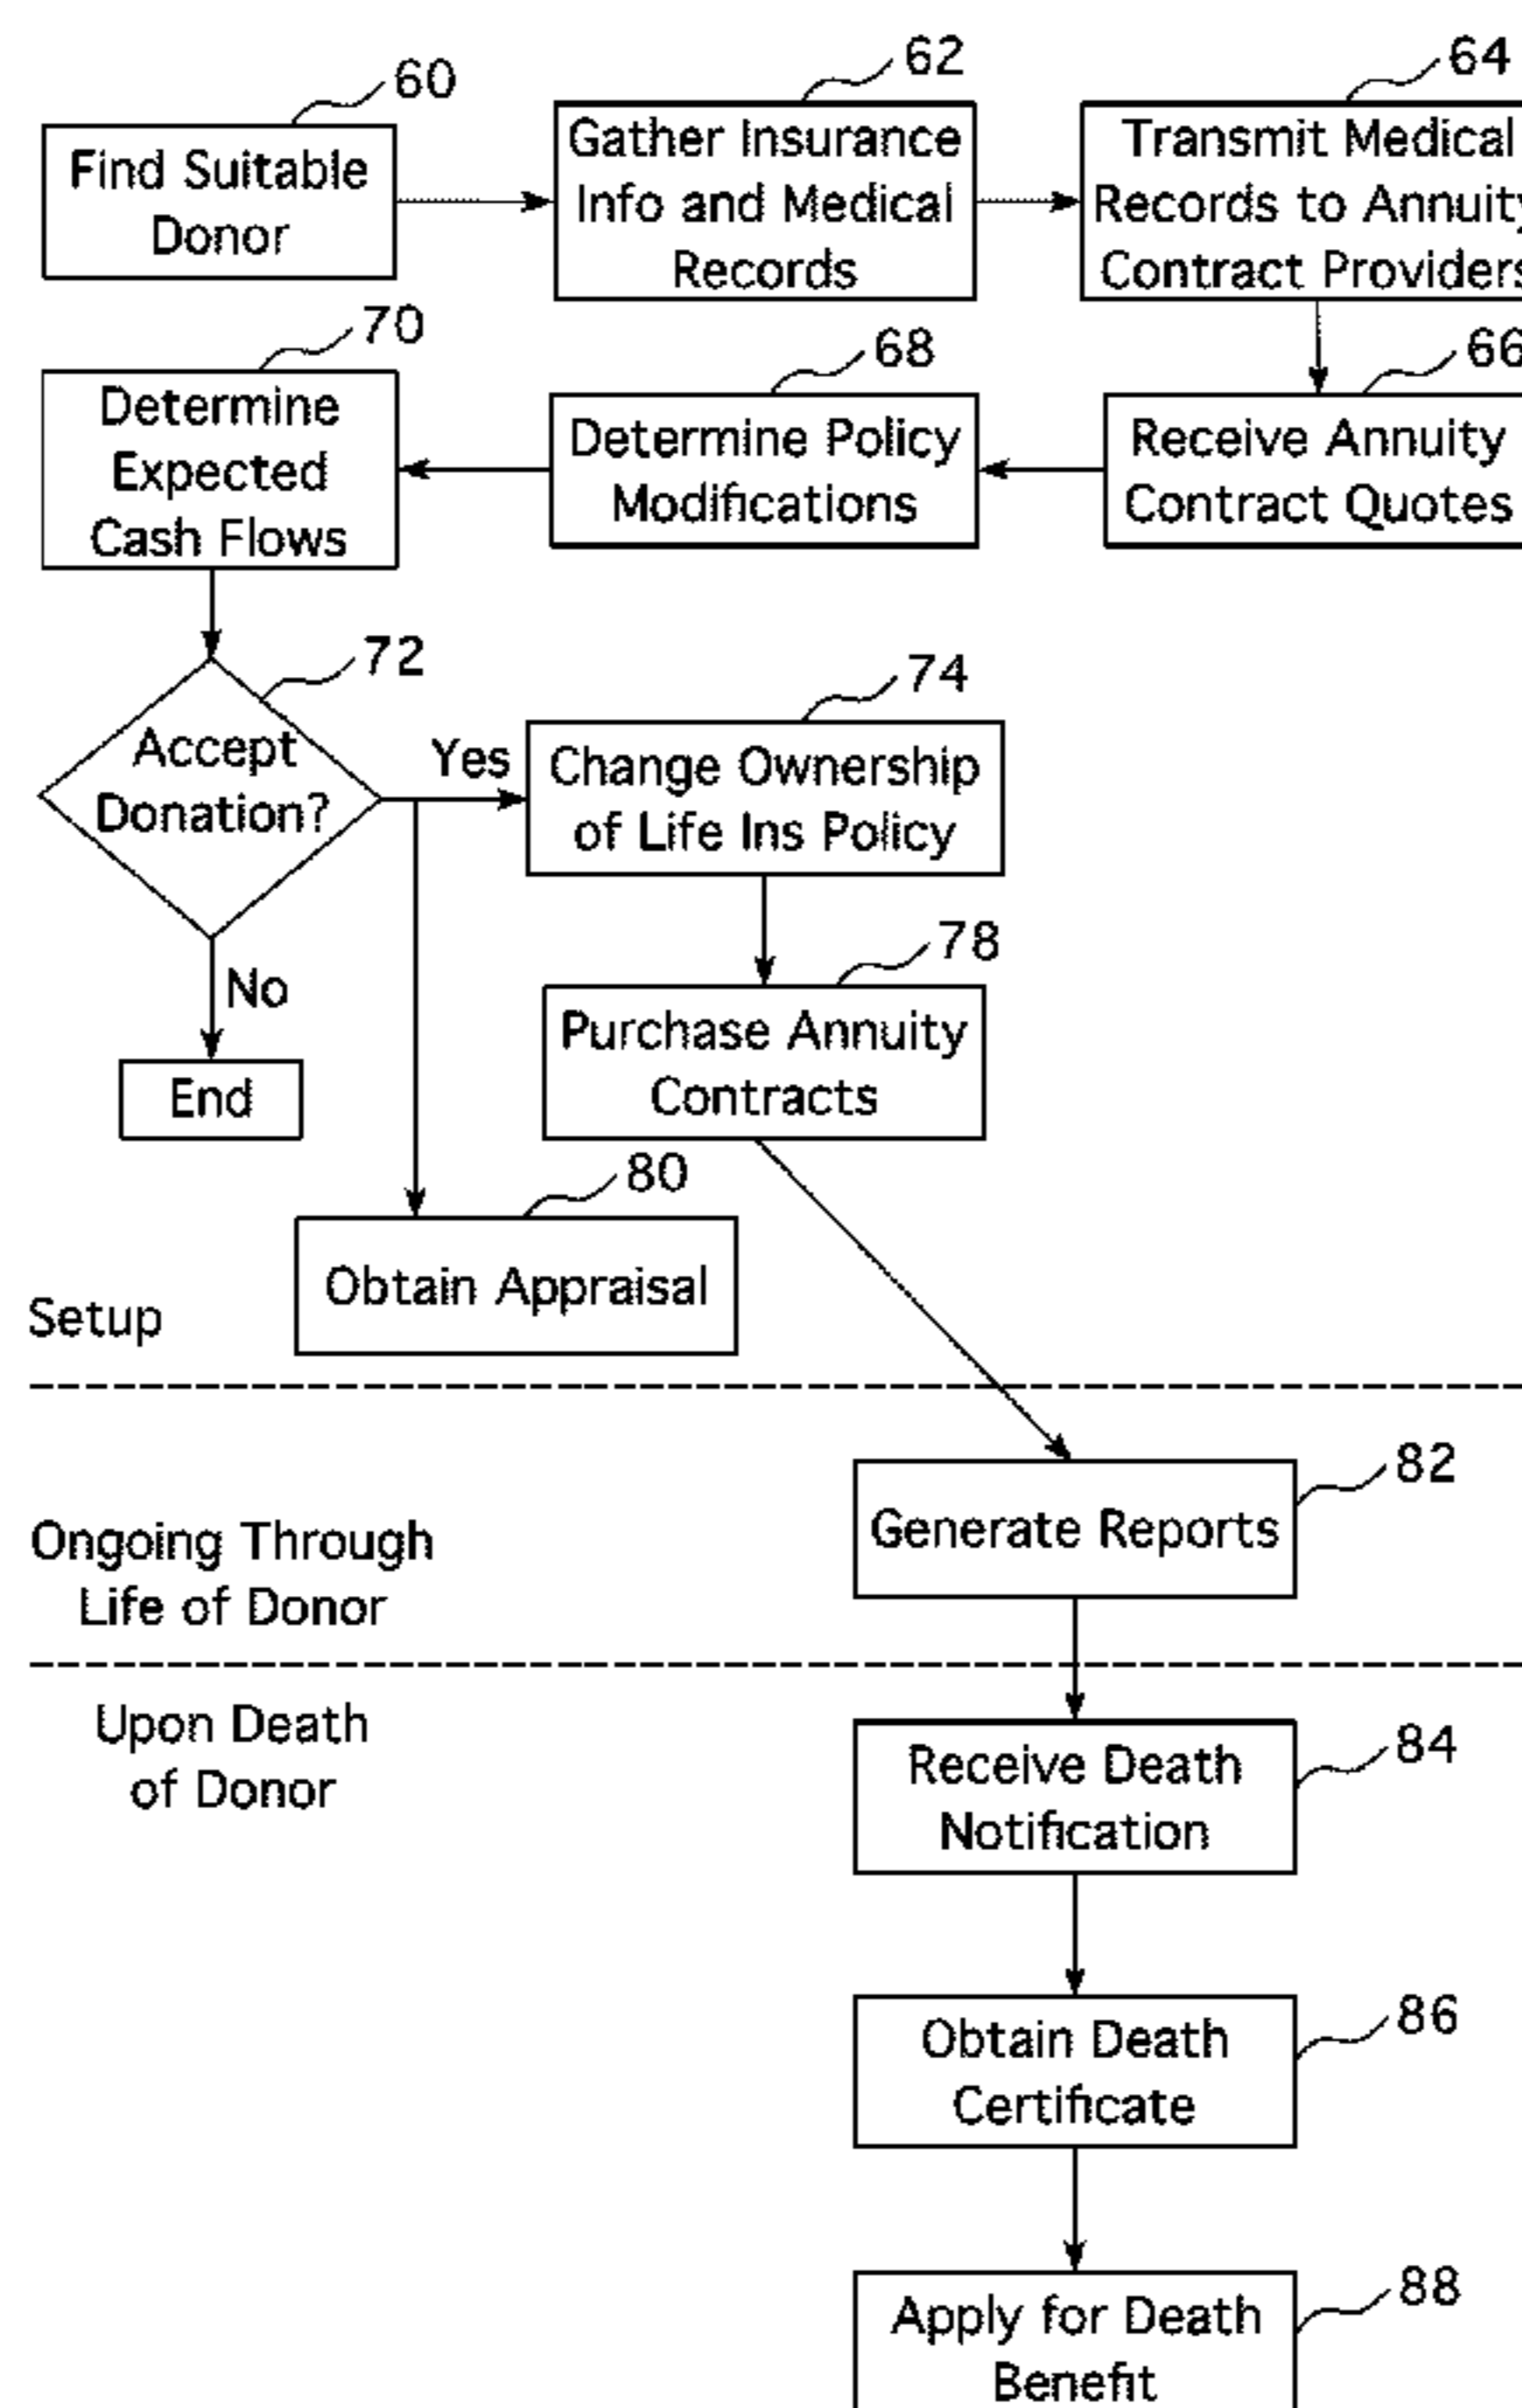 60
Find Suitable
Donor
62
Gather Insurance
Info and Medical
Records
64
Transmit Medical
Records to Annuity
Contract Providers
70
Determine
Expected
Cash Flows
68
Determine Policy
Modifications
66
Receive Annuity
Contract Quotes
72
Accept
Donation?
Yes
74
Change Ownership
of Life Ins Policy
No
End
78
Purchase Annuity
Contracts
80
Obtain Appraisal
Setup
82
Generate Reports
Ongoing Through
Life of Donor
Upon Death
of Donor
84
Receive Death
Notification
86
Obtain Death
Certificate
88
Apply for Death
Benefit